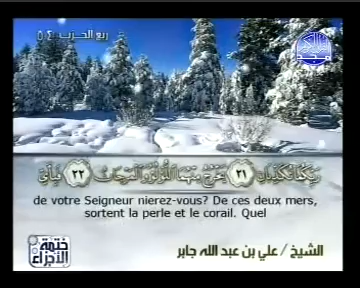 ربع الحزب ٥٤
المجد
رَبِّكُمَا تُكَذِّبَانِ ٢١ يَخْرُجُ مِنْهُمَا اللُّؤْلُؤُ وَالْمَرْجَانُ ٢٢ فَبِأَيِّ
de votre Seigneur nierez-vous? De ces deux mers,
sortent la perle et le corail. Quel
ختمة
الأجزاء
الشيخ / علي بن عبد الله جابر